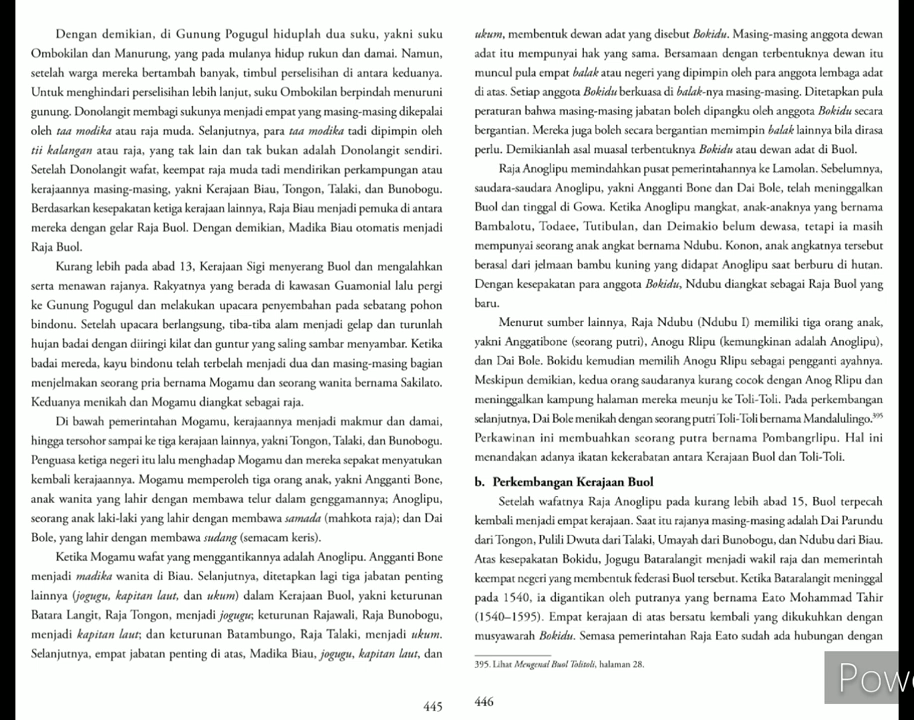 Dengan demikian, di Gunung Pogugul hiduplah dua suku, yakni suku
Ombokilan dan Manurung, yang pada mulanya hidup rukun dan damai. Namun,
setelah warga mereka bertambah banyak, timbul perselisihan di antara keduanya.
Untuk menghindari perselisihan lebih lanjut, suku Ombokilan berpindah menuruni
gunung. Donolangit membagi sukunya menjadi empat yang masing-masing dikepalai
oleh taa modika atau raja muda. Selanjutnya, para taa modika tadi dipimpin oleh
tii kalangan atau raja, yang tak lain dan tak bukan adalah Donolangit sendiri.
Setelah Donolangit wafat, keempat raja muda tadi mendirikan perkampungan atau
kerajaannya masing-masing, yakni Kerajaan Biau, Tongon, Talaki, dan Bunobogu.
Berdasarkan kesepakatan ketiga kerajaan lainnya, Raja Biau menjadi pemuka di antara
mereka dengan gelar Raja Buol. Dengan demikian, Madika Biau otomatis menjadi
Raja Buol.
Kurang lebih pada abad 13, Kerajaan Sigi menyerang Buol dan mengalahkan
serta menawan rajanya. Rakyatnya yang berada di kawasan Guamonial lalu pergi
ke Gunung Pogugul dan melakukan upacara penyembahan pada sebatang pohon
bindonu. Setelah upacara berlangsung, tiba-tiba alam menjadi gelap dan turunlah
hujan badai dengan diiringi kilat dan guntur yang saling sambar menyambar. Ketika
badai mereda, kayu bindonu telah terbelah menjadi dua dan masing-masing bagian
menjelmakan seorang pria bernama Mogamu dan seorang wanita bernama Sakilato.
Keduanya menikah dan Mogamu diangkat sebagai raja.
Di bawah pemerintahan Mogamu, kerajaannya menjadi makmur dan damai,
hingga tersohor sampai ke tiga kerajaan lainnya, yakni Tongon, Talaki, dan Bunobogu.
Penguasa ketiga negeri itu lalu menghadap Mogamu dan mereka sepakat menyatukan
kembali kerajaannya. Mogamu memperoleh tiga orang anak, yakni Angganti Bone,
anak wanita yang lahir dengan membawa telur dalam genggamannya; Anoglipu,
seorang anak laki-laki yang lahir dengan membawa samada (mahkota raja); dan Dai
Bole, yang lahir dengan membawa sudang (semacam keris).
Ketika Mogamu wafat yang menggantikannya adalah Anoglipu. Angganti Bone
menjadi madika wanita di Biau. Selanjutnya, ditetapkan lagi tiga jabatan penting
lainnya (jogugu, kapitan laut, dan ukum) dalam Kerajaan Buol, yakni keturunan
Batara Langit, Raja Tongon, menjadi jogugu; keturunan Rajawali, Raja Bunobogu,
menjadi kapitan laut; dan keturunan Batambungo, Raja Talaki, menjadi ukum.
Selanjutnya, empat jabatan penting di atas, Madika Biau, jogugu, kapitan laut, dan
445
ukum, membentuk dewan adat yang disebut Bokidu. Masing-masing anggota dewan
adat itu mempunyai hak yang sama. Bersamaan dengan terbentuknya dewan itu
muncul pula empat balak atau negeri yang dipimpin oleh para anggota lembaga adat
di atas. Setiap anggota Bokidu berkuasa di balak-nya masing-masing. Ditetapkan pula
peraturan bahwa masing-masing jabatan boleh dipangku oleh anggota Bokidu secara
bergantian. Mereka juga boleh secara bergantian memimpin balak lainnya bila dirasa
perlu. Demikianlah asal muasal terbentuknya Bokidu atau dewan adat di Buol.
Raja Anoglipu memindahkan pusat pemerintahannya ke Lamolan. Sebelumnya,
saudara-saudara Anoglipu, yakni Angganti Bone dan Dai Bole, telah meninggalkan
Buol dan tinggal di Gowa. Ketika Anoglipu mangkat, anak-anaknya yang bernama
Bambalotu, Todaee, Tutibulan, dan Deimakio belum dewasa, tetapi ia masih
mempunyai seorang anak angkat bernama Ndubu. Konon, anak angkatnya tersebut
berasal dari jelmaan bambu kuning yang didapat Anoglipu saat berburu di hutan.
Dengan kesepakatan para anggota Bokidu, Ndubu diangkat sebagai Raja Buol yang
baru.
Menurut sumber lainnya, Raja Ndubu (Ndubu I) memiliki tiga orang anak,
yakni Anggatibone (seorang putri), Anogu Rlipu (kemungkinan adalah Anoglipu),
dan Dai Bole. Bokidu kemudian memilih Anogu Rlipu sebagai pengganti ayahnya.
Meskipun demikian, kedua orang saudaranya kurang cocok dengan Anog Rlipu dan
meninggalkan kampung halaman mereka meunju ke Toli-Toli. Pada perkembangan
selanjutnya, Dai Bole menikah dengan seorang putri Toli-Toli bernama Mandalulingo.395
Perkawinan ini membuahkan seorang putra bernama Pombangrlipu. Hal ini
menandakan adanya ikatan kekerabatan antara Kerajaan Buol dan Toli-Toli.
b. Perkembangan Kerajaan Buol
Setelah wafatnya Raja Anoglipu pada kurang lebih abad 15, Buol terpecah
kembali menjadi empat kerajaan. Saat itu rajanya masing-masing adalah Dai Parundu
dari Tongon, Pulili Dwuta dari Talaki, Umayah dari Bunobogu, dan Ndubu dari Biau.
Atas kesepakatan Bokidu, Jogugu Bataralangit menjadi wakil raja dan memerintah
keempat negeri yang membentuk federasi Buol tersebut. Ketika Bataralangit meninggal
pada 1540, ia digantikan oleh putranya yang bernama Eato Mohammad Tahir
(1540–1595). Empat kerajaan di atas bersatu kembali yang dikukuhkan dengan
musyawarah Bokidu. Semasa pemerintahan Raja Eato sudah ada hubungan dengan
395. Lihat Mengenal Buol Tolitoli, halaman 28.
446
Powe